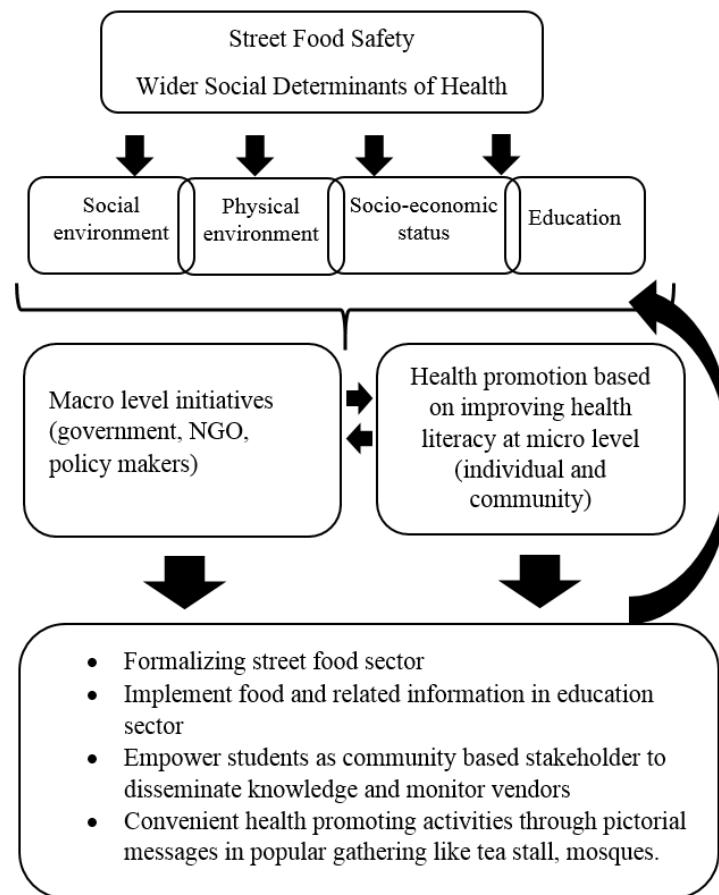 Street Food Safety
Wider Social Determinants of Health
Social
environment
Physical
environment
Socio-economic
status
Education
Macro level initiatives
(government, NGO,
policy makers)
Health promotion based
on improving health
literacy at micro level
(individual and
community)
• Formalizing street food sector
• Implement food and related information in education
sector
• Empower students as community based stakeholder to
disseminate knowledge and monitor vendors
• Convenient health promoting activities through pictorial
messages in popular gathering like tea stall, mosques.